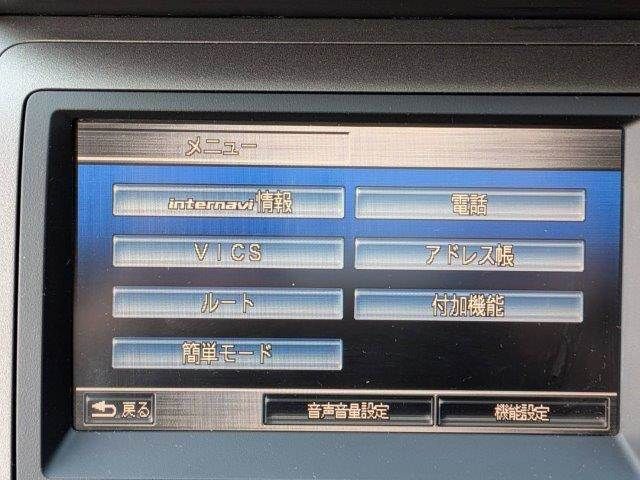 メニュー
internavi情報 電話
VICS アドレス帳
ルート 付加機能
簡単モード
戻る 音声音量設定 機能設定